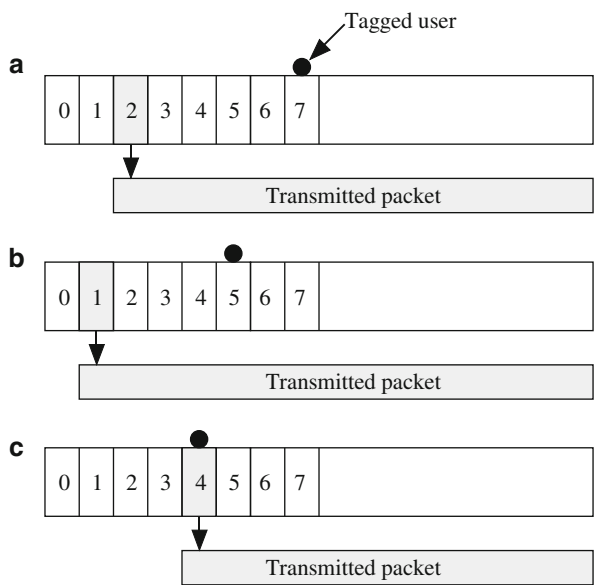 Tagged user
a
0 1 2 3 4 5 6 7
Transmitted packet
b
0 1 2 3 4 5 6 7
Transmitted packet
c
0 1 2 3 4 5 6 7
Transmitted packet